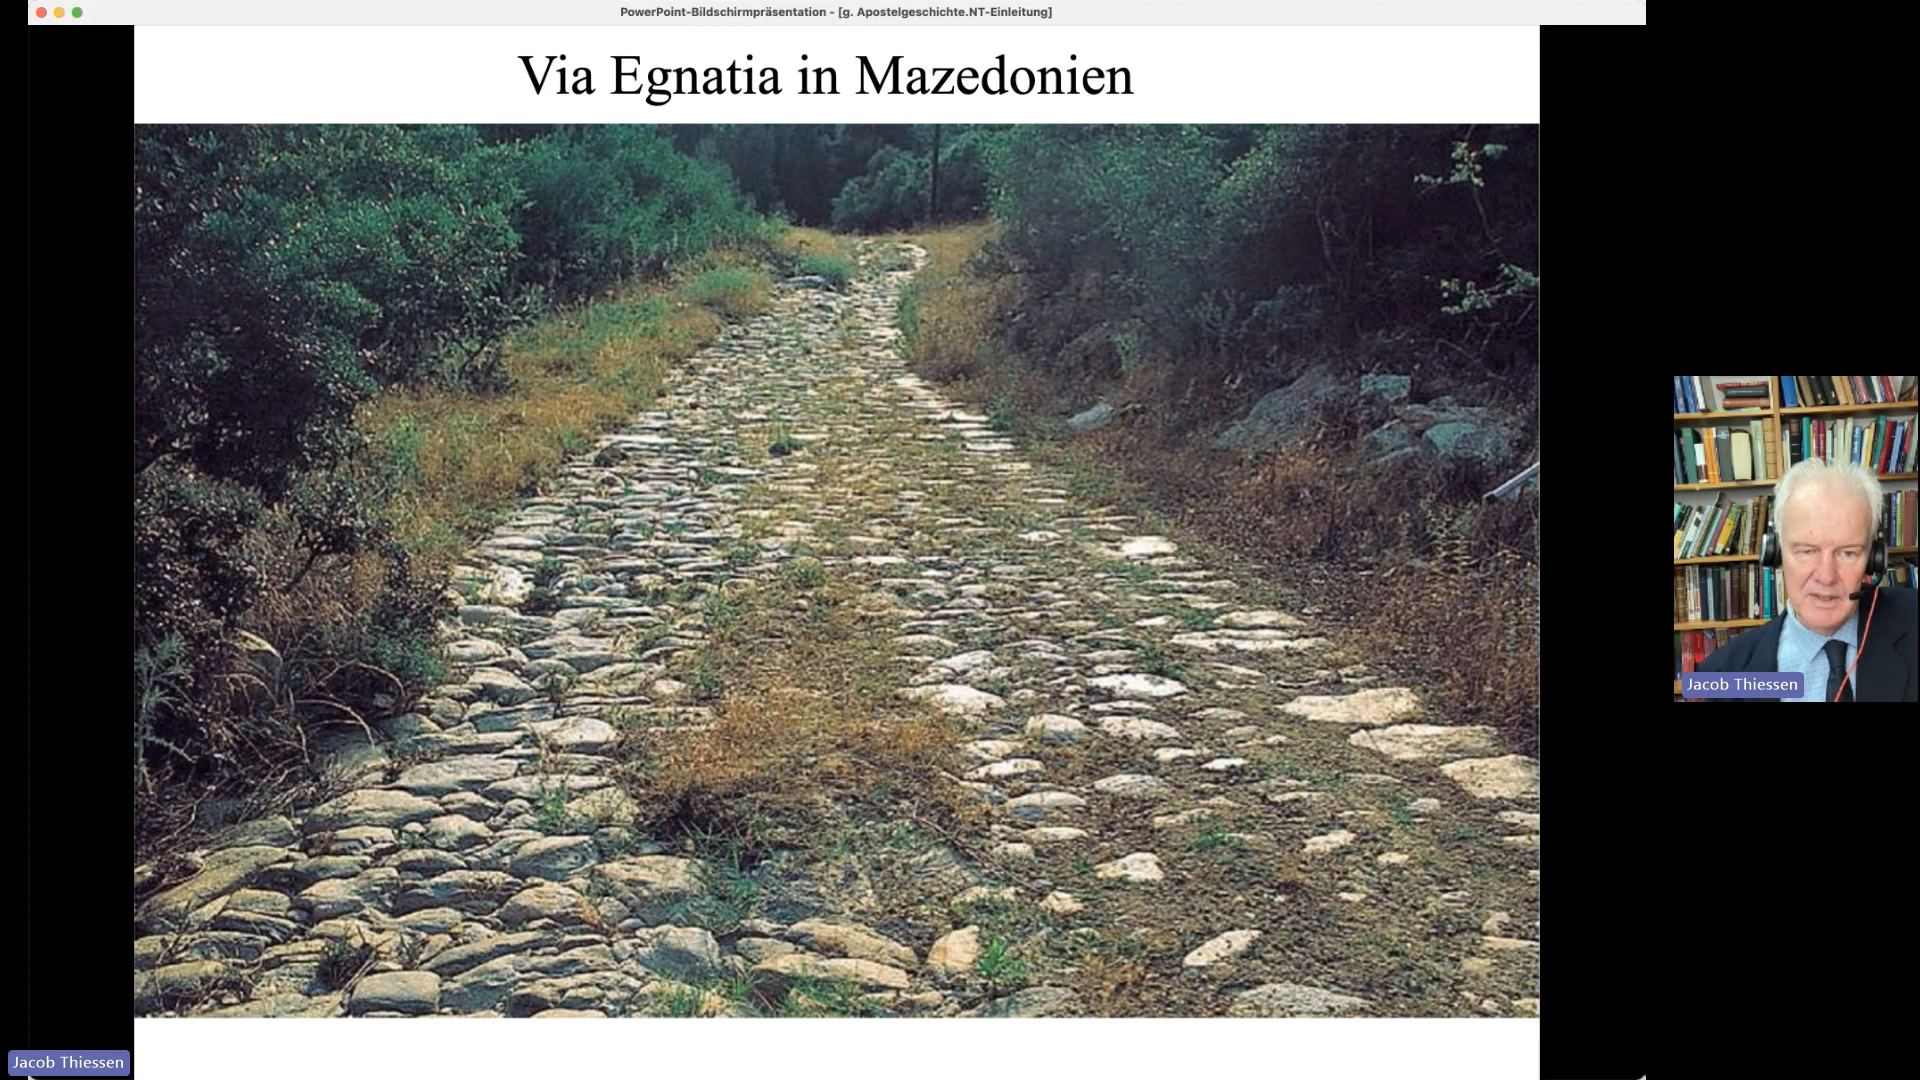 PowerPoint-Bildschirmpräsentation - [g. Apostelgeschichte.NT-Einleitung]
Via Egnatia in Mazedonien
Jacob Thiessen
Jacob Thiessen